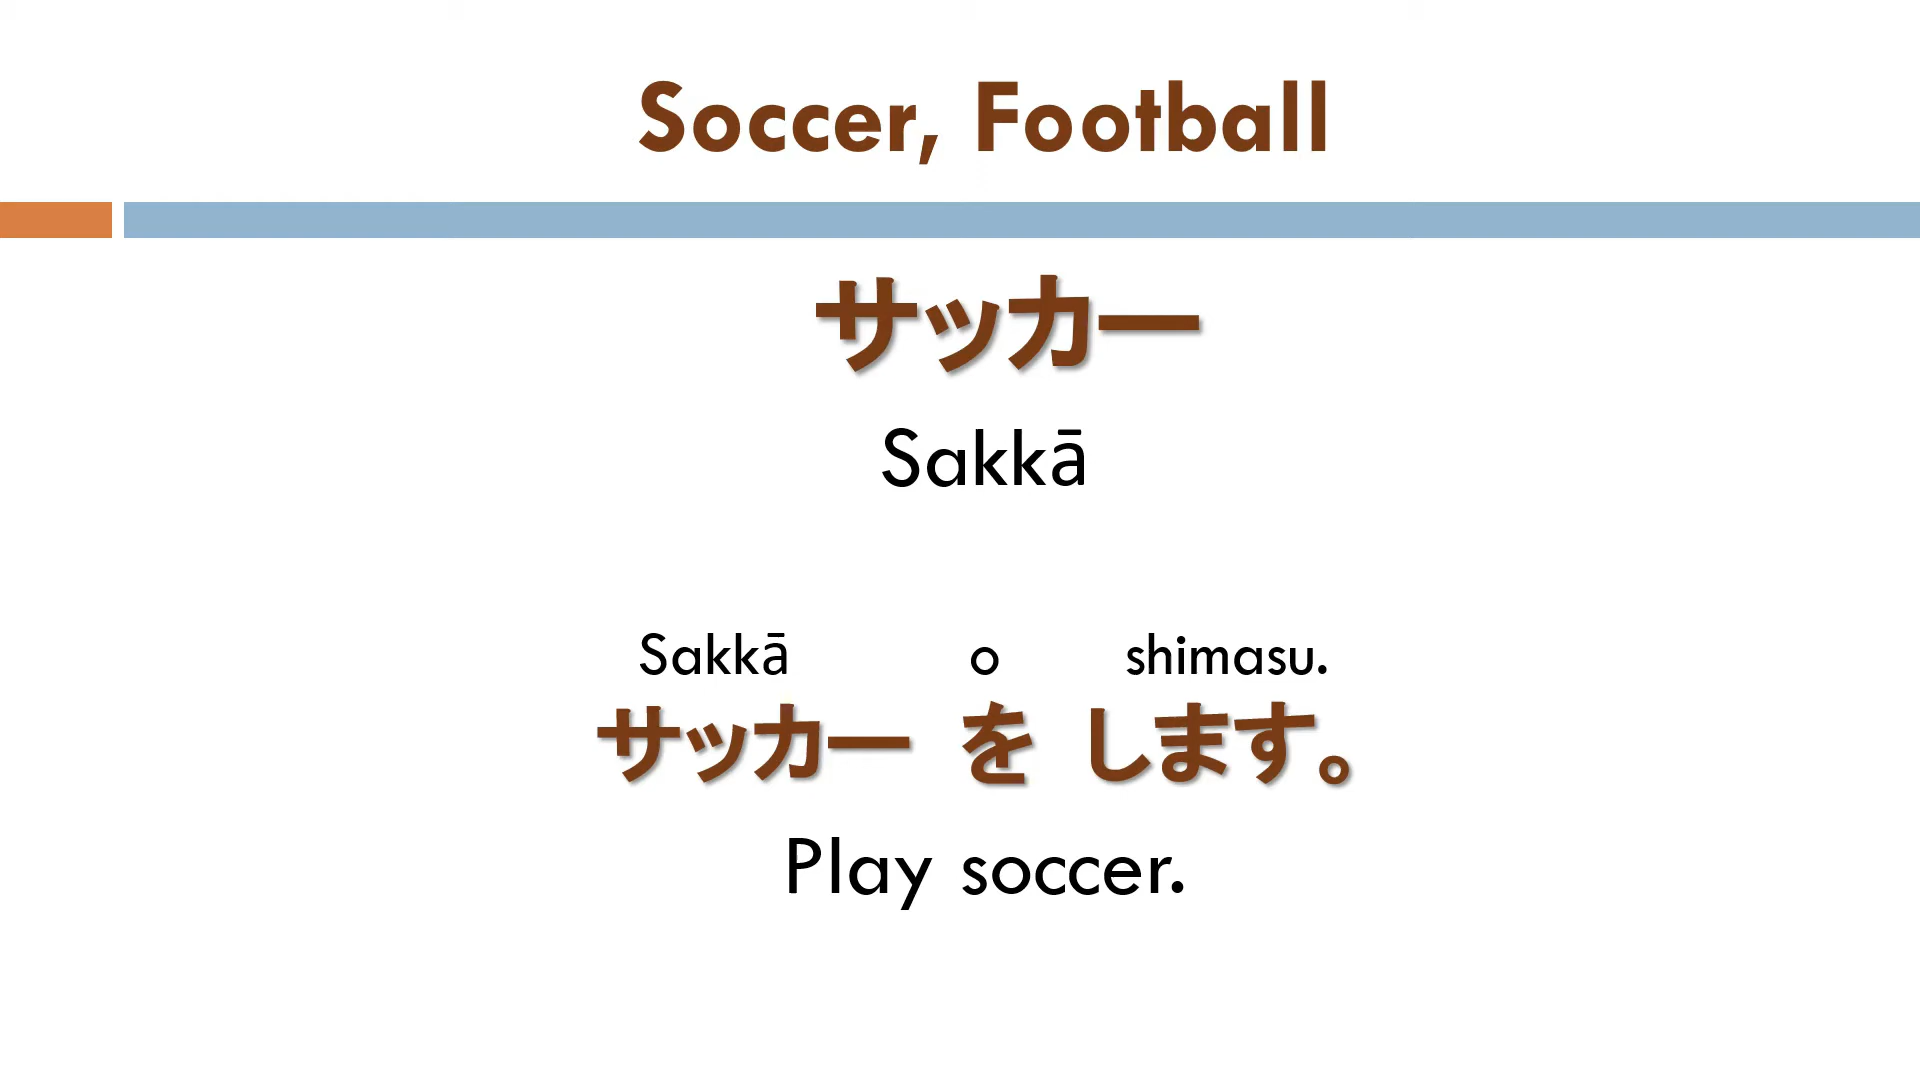 Soccer, Football
サッカー
Sakkā
Sakkā o shimasu.
サッカー を します。
Play soccer.